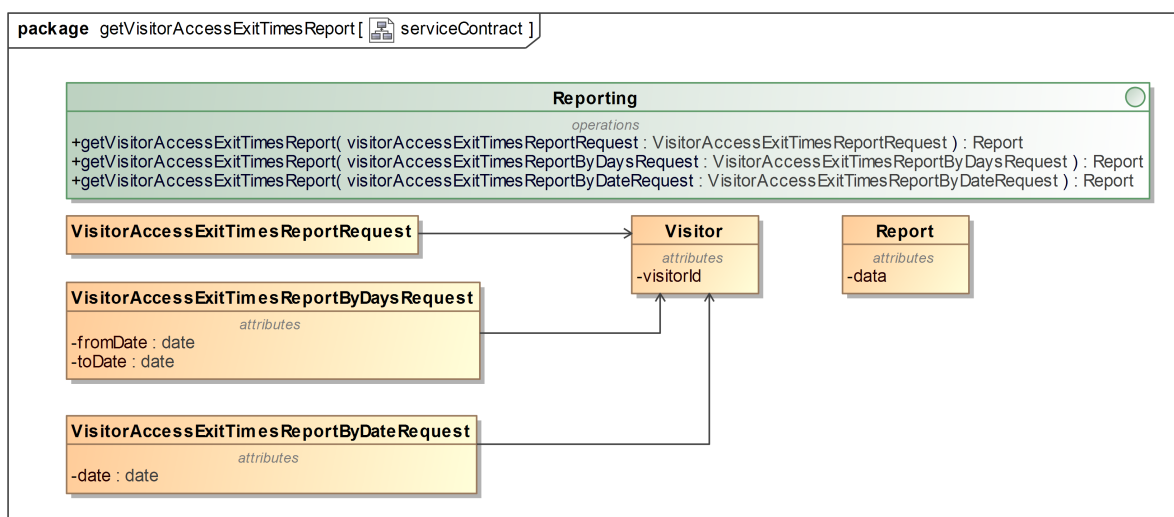 package getVisitorAccessExitTimesReport [ serviceContract ]
Reporting
operations
+getVisitorAccessExitTimesReport( visitorAccessExitTimesReportRequest : VisitorAccessExitTimesReportRequest ) : Report
+getVisitorAccessExitTimesReport( visitorAccessExitTimesReportByDaysRequest : VisitorAccessExitTimesReportByDaysRequest ) : Report
+getVisitorAccessExitTimesReport( visitorAccessExitTimesReportByDateRequest : VisitorAccessExitTimesReportByDateRequest ) : Report
VisitorAccessExitTimesReportRequest
Visitor
attributes
-visitorId
Report
attributes
-data
VisitorAccessExitTimesReportByDaysRequest
attributes
-fromDate : date
-toDate : date
VisitorAccessExitTimesReportByDateRequest
attributes
-date : date